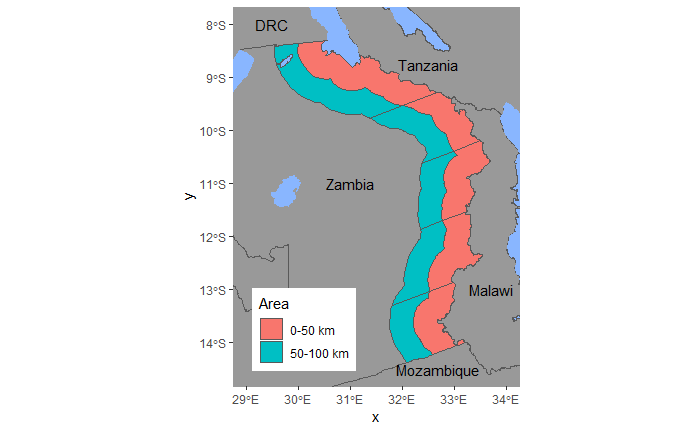 DRC
Tanzania
Zambia
Malawi
Mozambique
Area
0-50 km
50-100 km
8°S
9°S
10°S
11°S
12°S
13°S
14°S
y
29°E 30°E 31°E 32°E 33°E 34°E
x